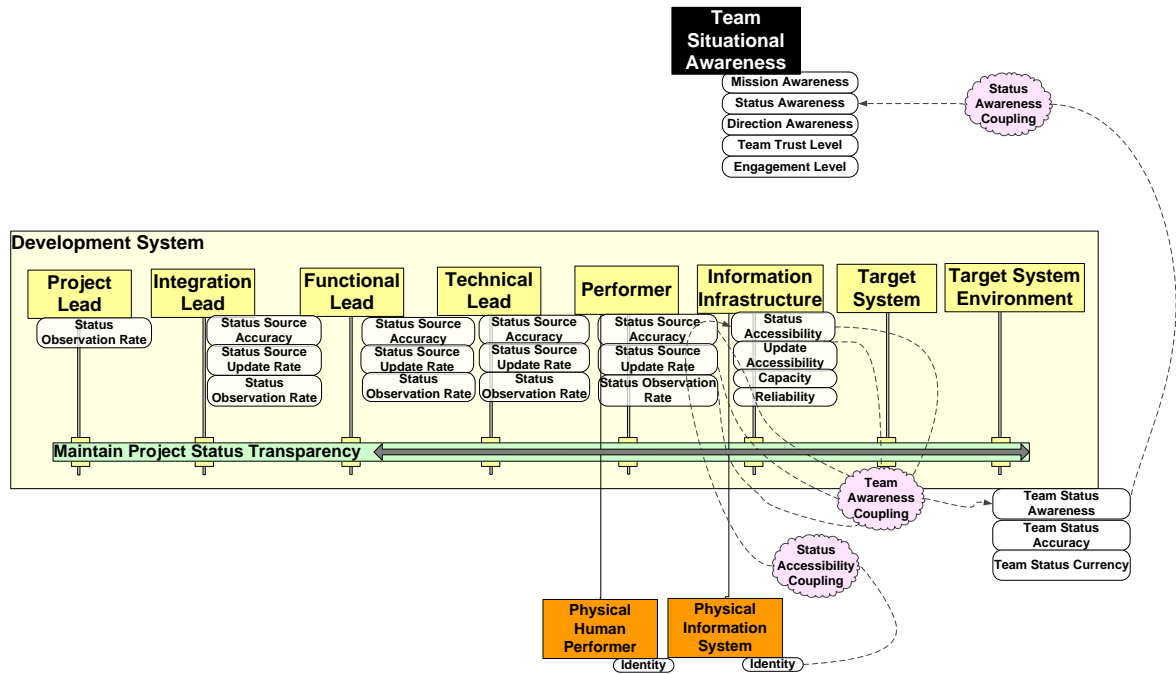 Team
Situational
Awareness
Mission Awareness
Status Awareness
Direction Awareness
Team Trust Level
Engagement Level
Status
Awareness
Coupling
Development System
Project
Lead
Status
Observation Rate
Integration
Lead
Status Source
Accuracy
Status Source
Update Rate
Status
Observation Rate
Functional
Lead
Status Source
Accuracy
Status Source
Update Rate
Status
Observation Rate
Technical
Lead
Status Source
Accuracy
Status Source
Update Rate
Status
Observation Rate
Performer
Status Source
Accuracy
Status Source
Update Rate
Status Observation
Rate
Information
Infrastructure
Status
Accessibility
Update
Accessibility
Capacity
Reliability
Target
System
Target System
Environment
Maintain Project Status Transparency
Team
Awareness
Coupling
Team Status
Awareness
Team Status
Accuracy
Team Status Currency
Status
Accessibility
Coupling
Physical
Human
Performer
Identity
Physical
Information
System
Identity